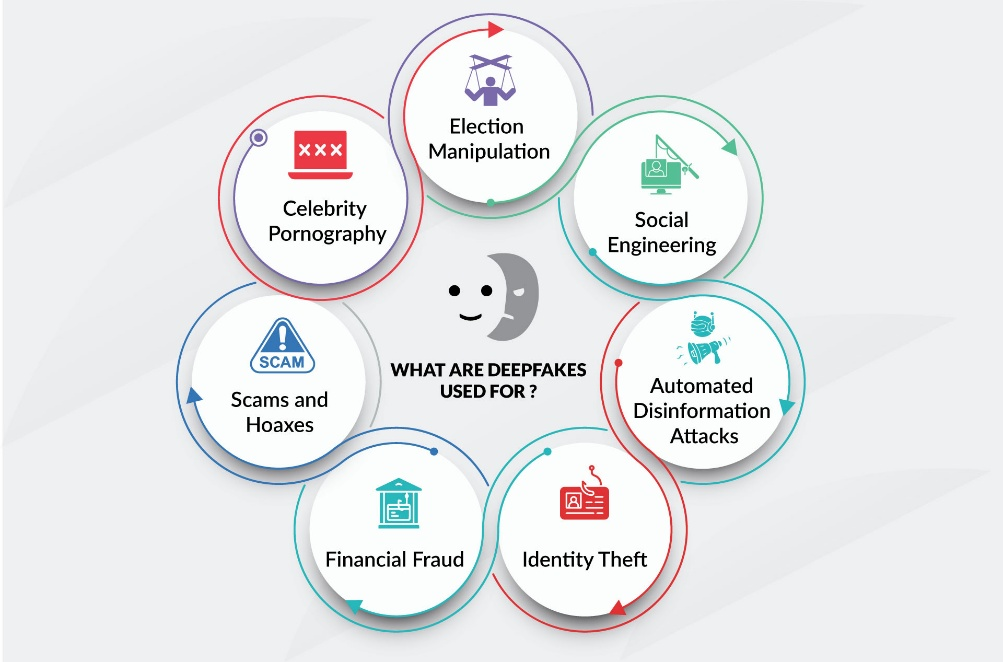 Election
Manipulation
Social
Engineering
Automated
Disinformation
Attacks
Identity Theft
Financial Fraud
SCAM
Scams and
Hoaxes
XXX
Celebrity
Pornography
WHAT ARE DEEPFAKES
USED FOR ?